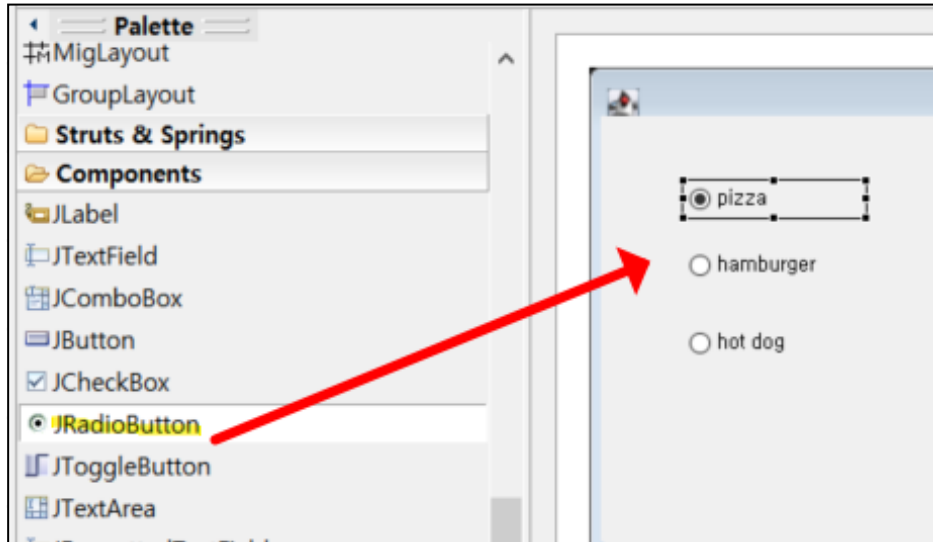 Palette
MigLayout
GroupLayout
Struts & Springs
Components
JLabel
JTextField
JComboBox
JButton
JCheckBox
JRadioButton
JToggleButton
JTextArea
pizza
hamburger
hot dog